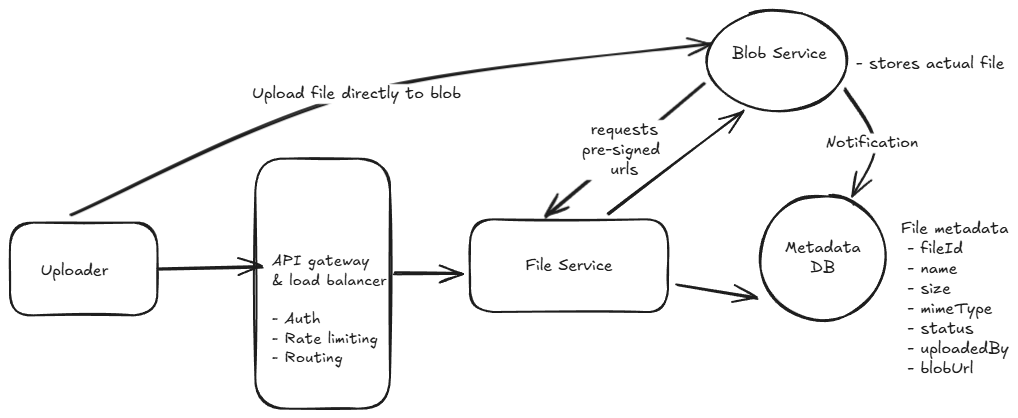 Blob Service
- stores actual file
Upload file directly to blob
requests
pre-signed
urls
Notification
Uploader
API gateway
& load balancer
- Auth
- Rate limiting
- Routing
File Service
Metadata
DB
File metadata
- fileId
- name
- size
- mimeType
- status
- uploadedBy
- blobUrl